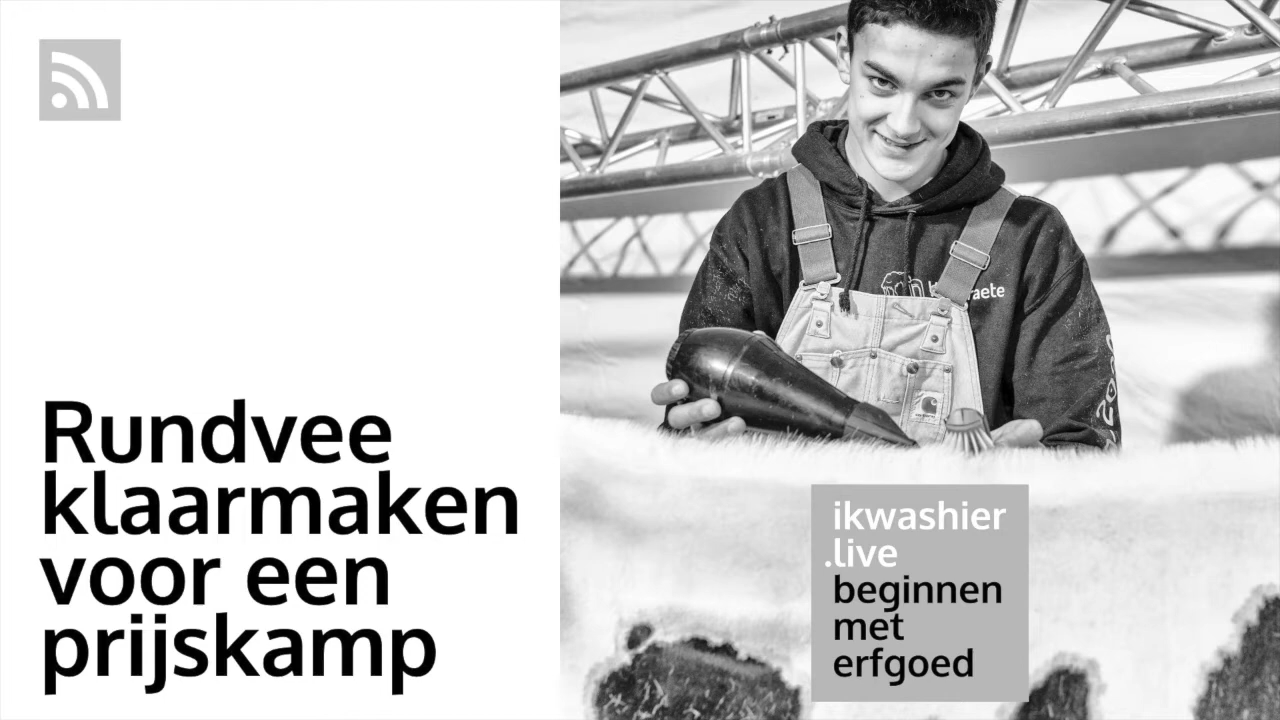 Rundvee
klaarmaken
voor een
prijskamp
ikwashier
.live
beginnen
met
erfgoed